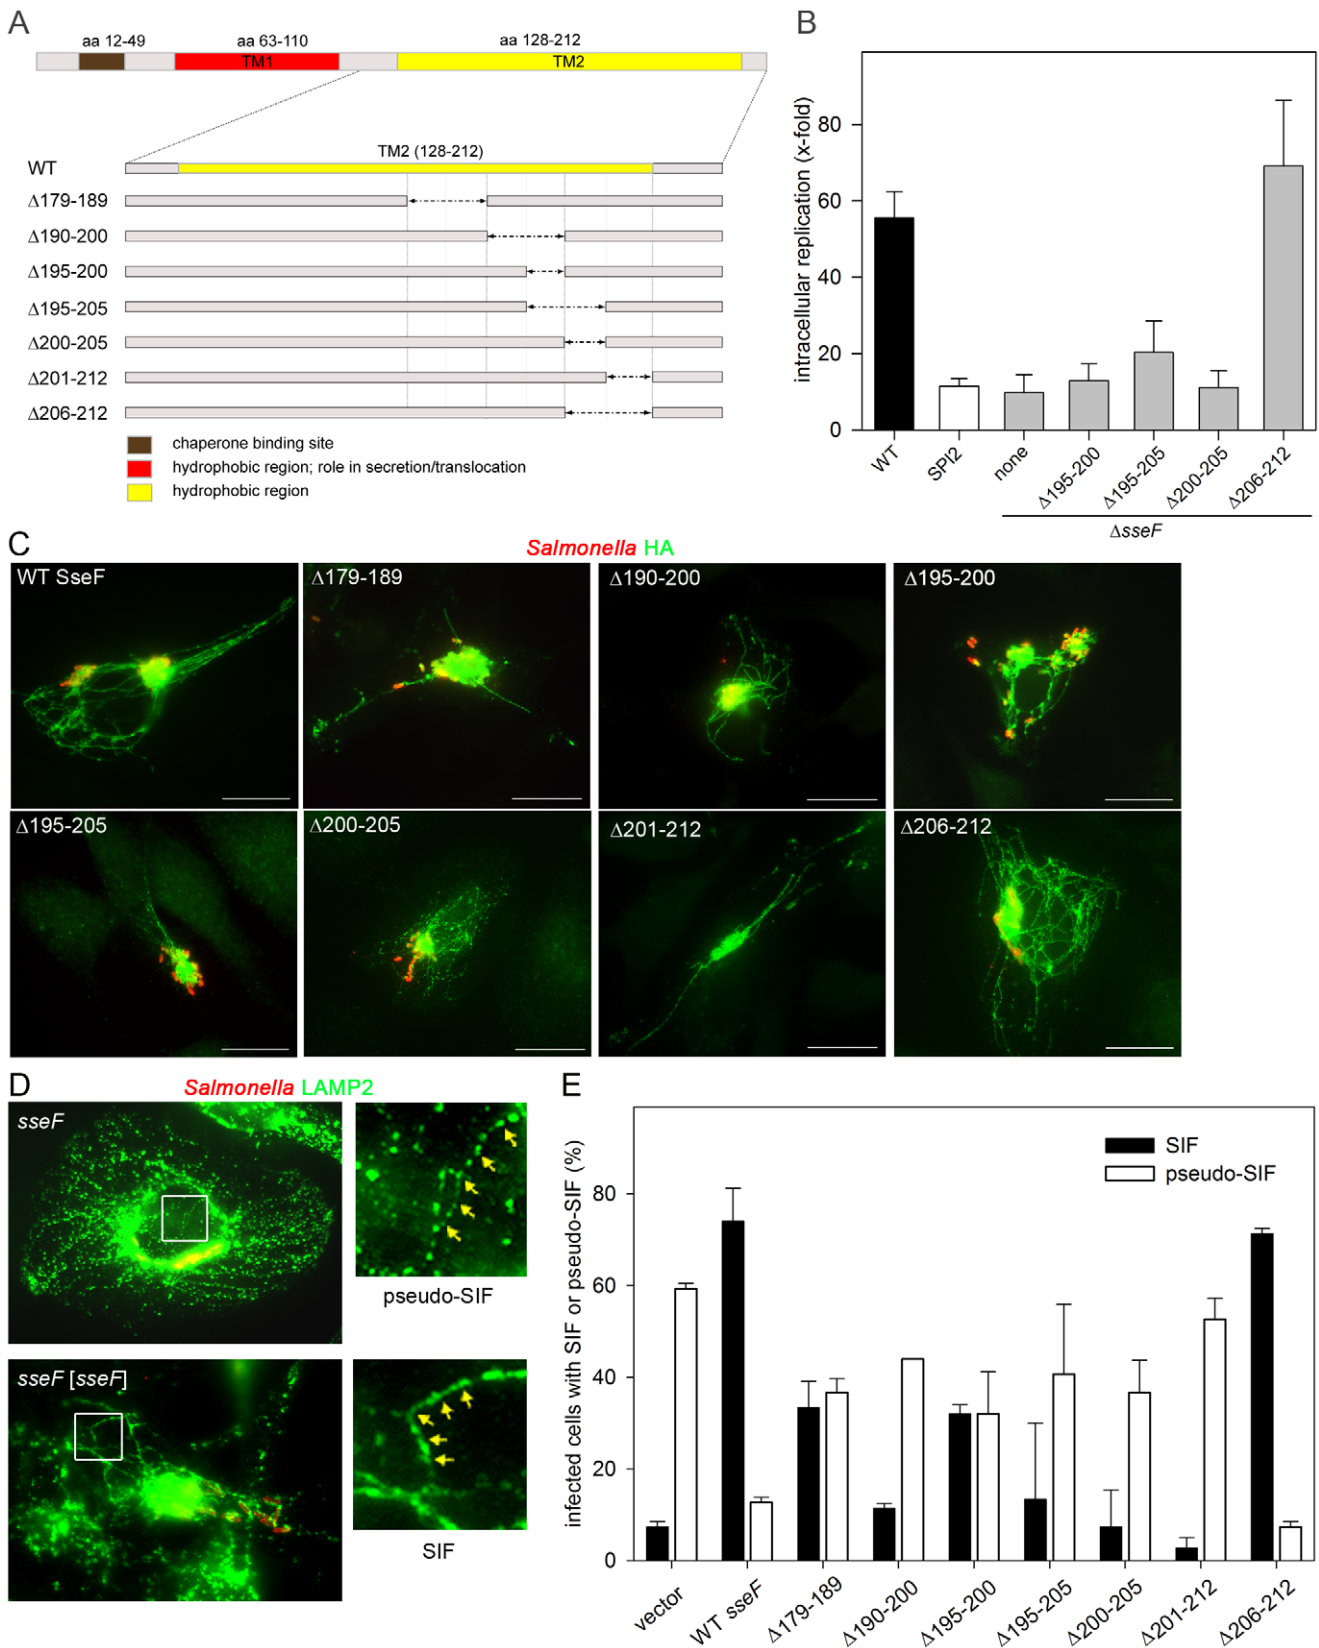 A
aa 12-49
aa 63-110
aa 128-212
TM1
TM2
TM2 (128-212)
WT
Δ179-189
Δ190-200
Δ195-200
Δ195-205
Δ200-205
Δ201-212
Δ206-212
chaperone binding site
hydrophobic region; role in secretion/translocation
hydrophobic region
B
intracellular replication (x-fold)
80
60
40
20
0
WT
SPI2
none
Δ195-200
Δ195-205
Δ200-205
Δ206-212
ΔsseF
C
Salmonella HA
WT SseF
Δ179-189
Δ190-200
Δ195-200
Δ195-205
Δ200-205
Δ201-212
Δ206-212
D
Salmonella LAMP2
sseF
pseudo-SIF
sseF [sseF]
SIF
E
infected cells with SIF or pseudo-SIF (%)
SIF
pseudo-SIF
80
60
40
20
0
vector
WT sseF
Δ179-189
Δ190-200
Δ195-200
Δ195-205
Δ200-205
Δ201-212
Δ206-212